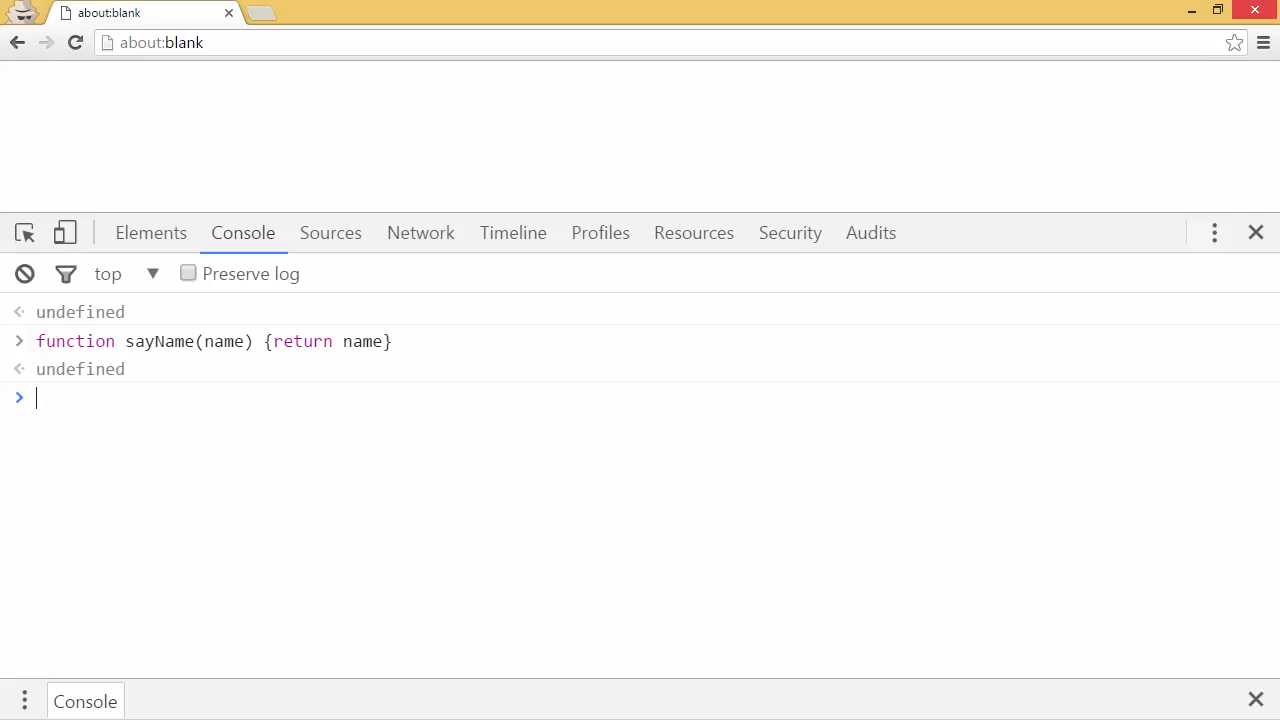 about:blank
about:blank
Elements Console Sources Network Timeline Profiles Resources Security Audits
top Preserve log
undefined
function sayName(name) {return name}
undefined
Console